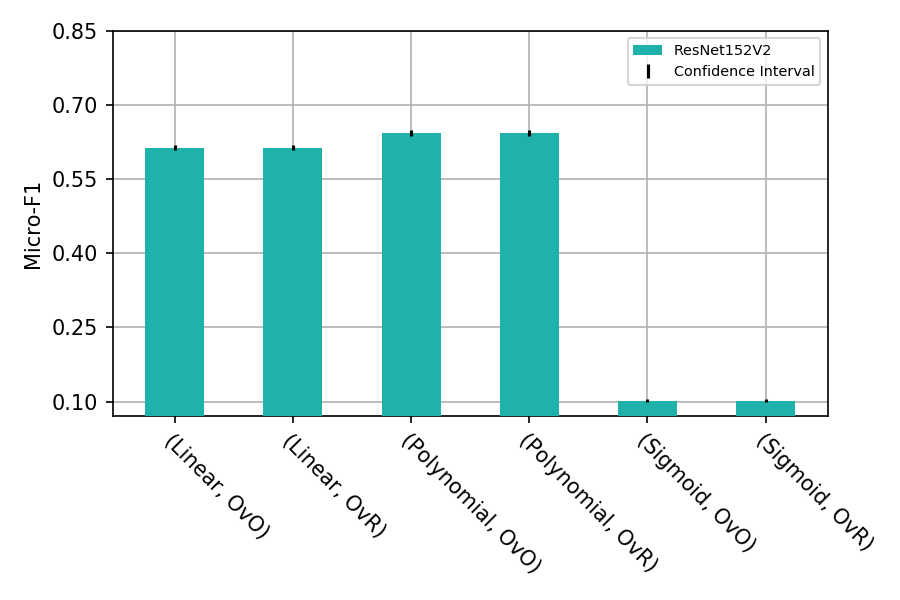 0.85
0.70
0.55
0.40
0.25
0.10
Micro-F1
ResNet152V2
Confidence Interval
(Linear, OvO)
(Linear, OvR)
(Polynomial, OvO)
(Polynomial, OvR)
(Sigmoid, OvO)
(Sigmoid, OvR)